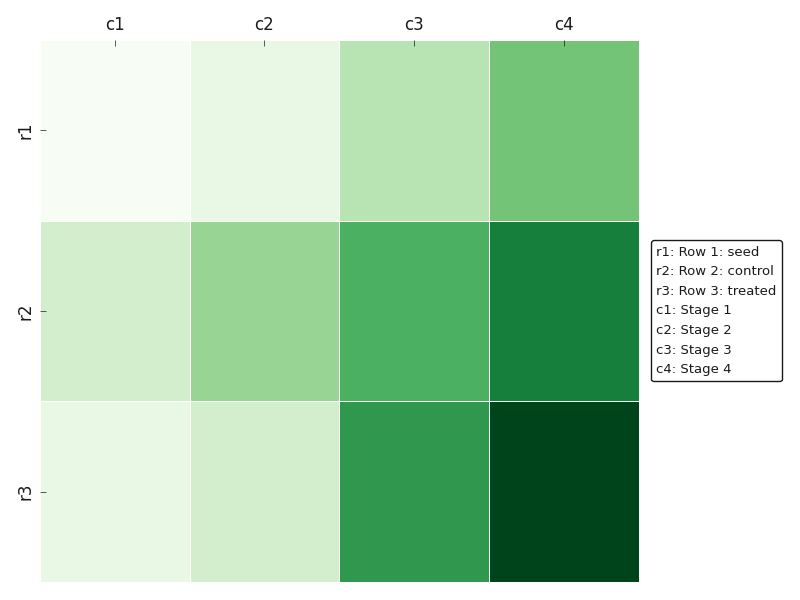 c1 c2 c3 c4
r1
r2
r3
r1: Row 1: seed
r2: Row 2: control
r3: Row 3: treated
c1: Stage 1
c2: Stage 2
c3: Stage 3
c4: Stage 4